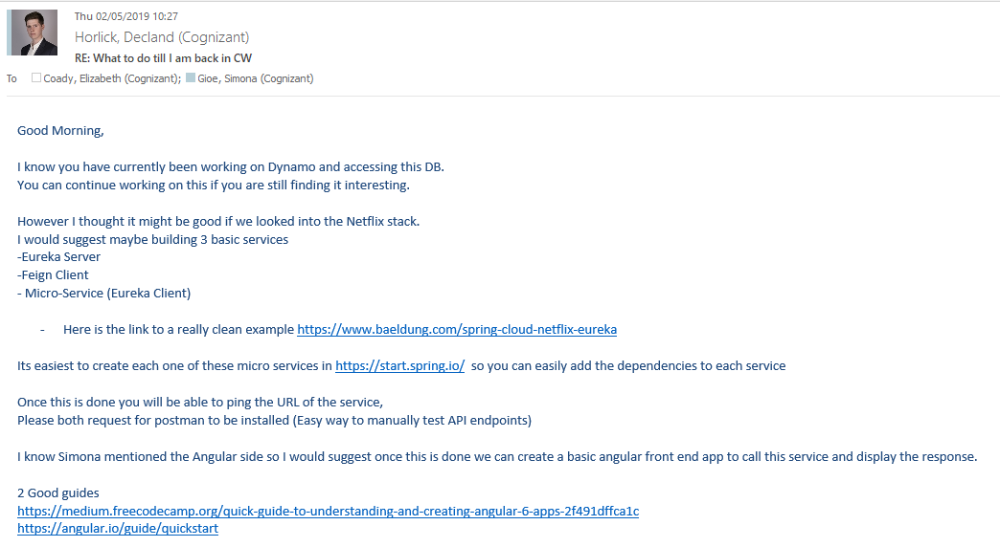 Thu 02/05/2019 10:27
Horlick, Decland (Cognizant)
RE: What to do till I am back in CW
To Coady, Elizabeth (Cognizant); Gioe, Simona (Cognizant)
Good Morning,
I know you have currently been working on Dynamo and accessing this DB.
You can continue working on this if you are still finding it interesting.
However I thought it might be good if we looked into the Netflix stack.
I would suggest maybe building 3 basic services
-Eureka Server
-Feign Client
- Micro-Service (Eureka Client)
- Here is the link to a really clean example https://www.baeldung.com/spring-cloud-netflix-eureka
Its easiest to create each one of these micro services in https://start.spring.io/ so you can easily add the dependencies to each service
Once this is done you will be able to ping the URL of the service,
Please both request for postman to be installed (Easy way to manually test API endpoints)
I know Simona mentioned the Angular side so I would suggest once this is done we can create a basic angular front end app to call this service and display the response.
2 Good guides
https://medium.freecodecamp.org/quick-guide-to-understanding-and-creating-angular-6-apps-2f491dffca1c
https://angular.io/guide/quickstart